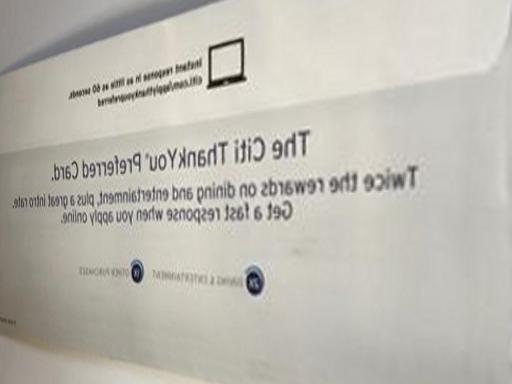 Instant response in as little as 60 seconds.
citi.com/applythankyoupreferred
The Citi ThankYou® Preferred Card.
Twice the rewards on dining and entertainment, plus a great intro rate.
Get a fast response when you apply online.
2X DINING & ENTERTAINMENT 1X OTHER PURCHASES